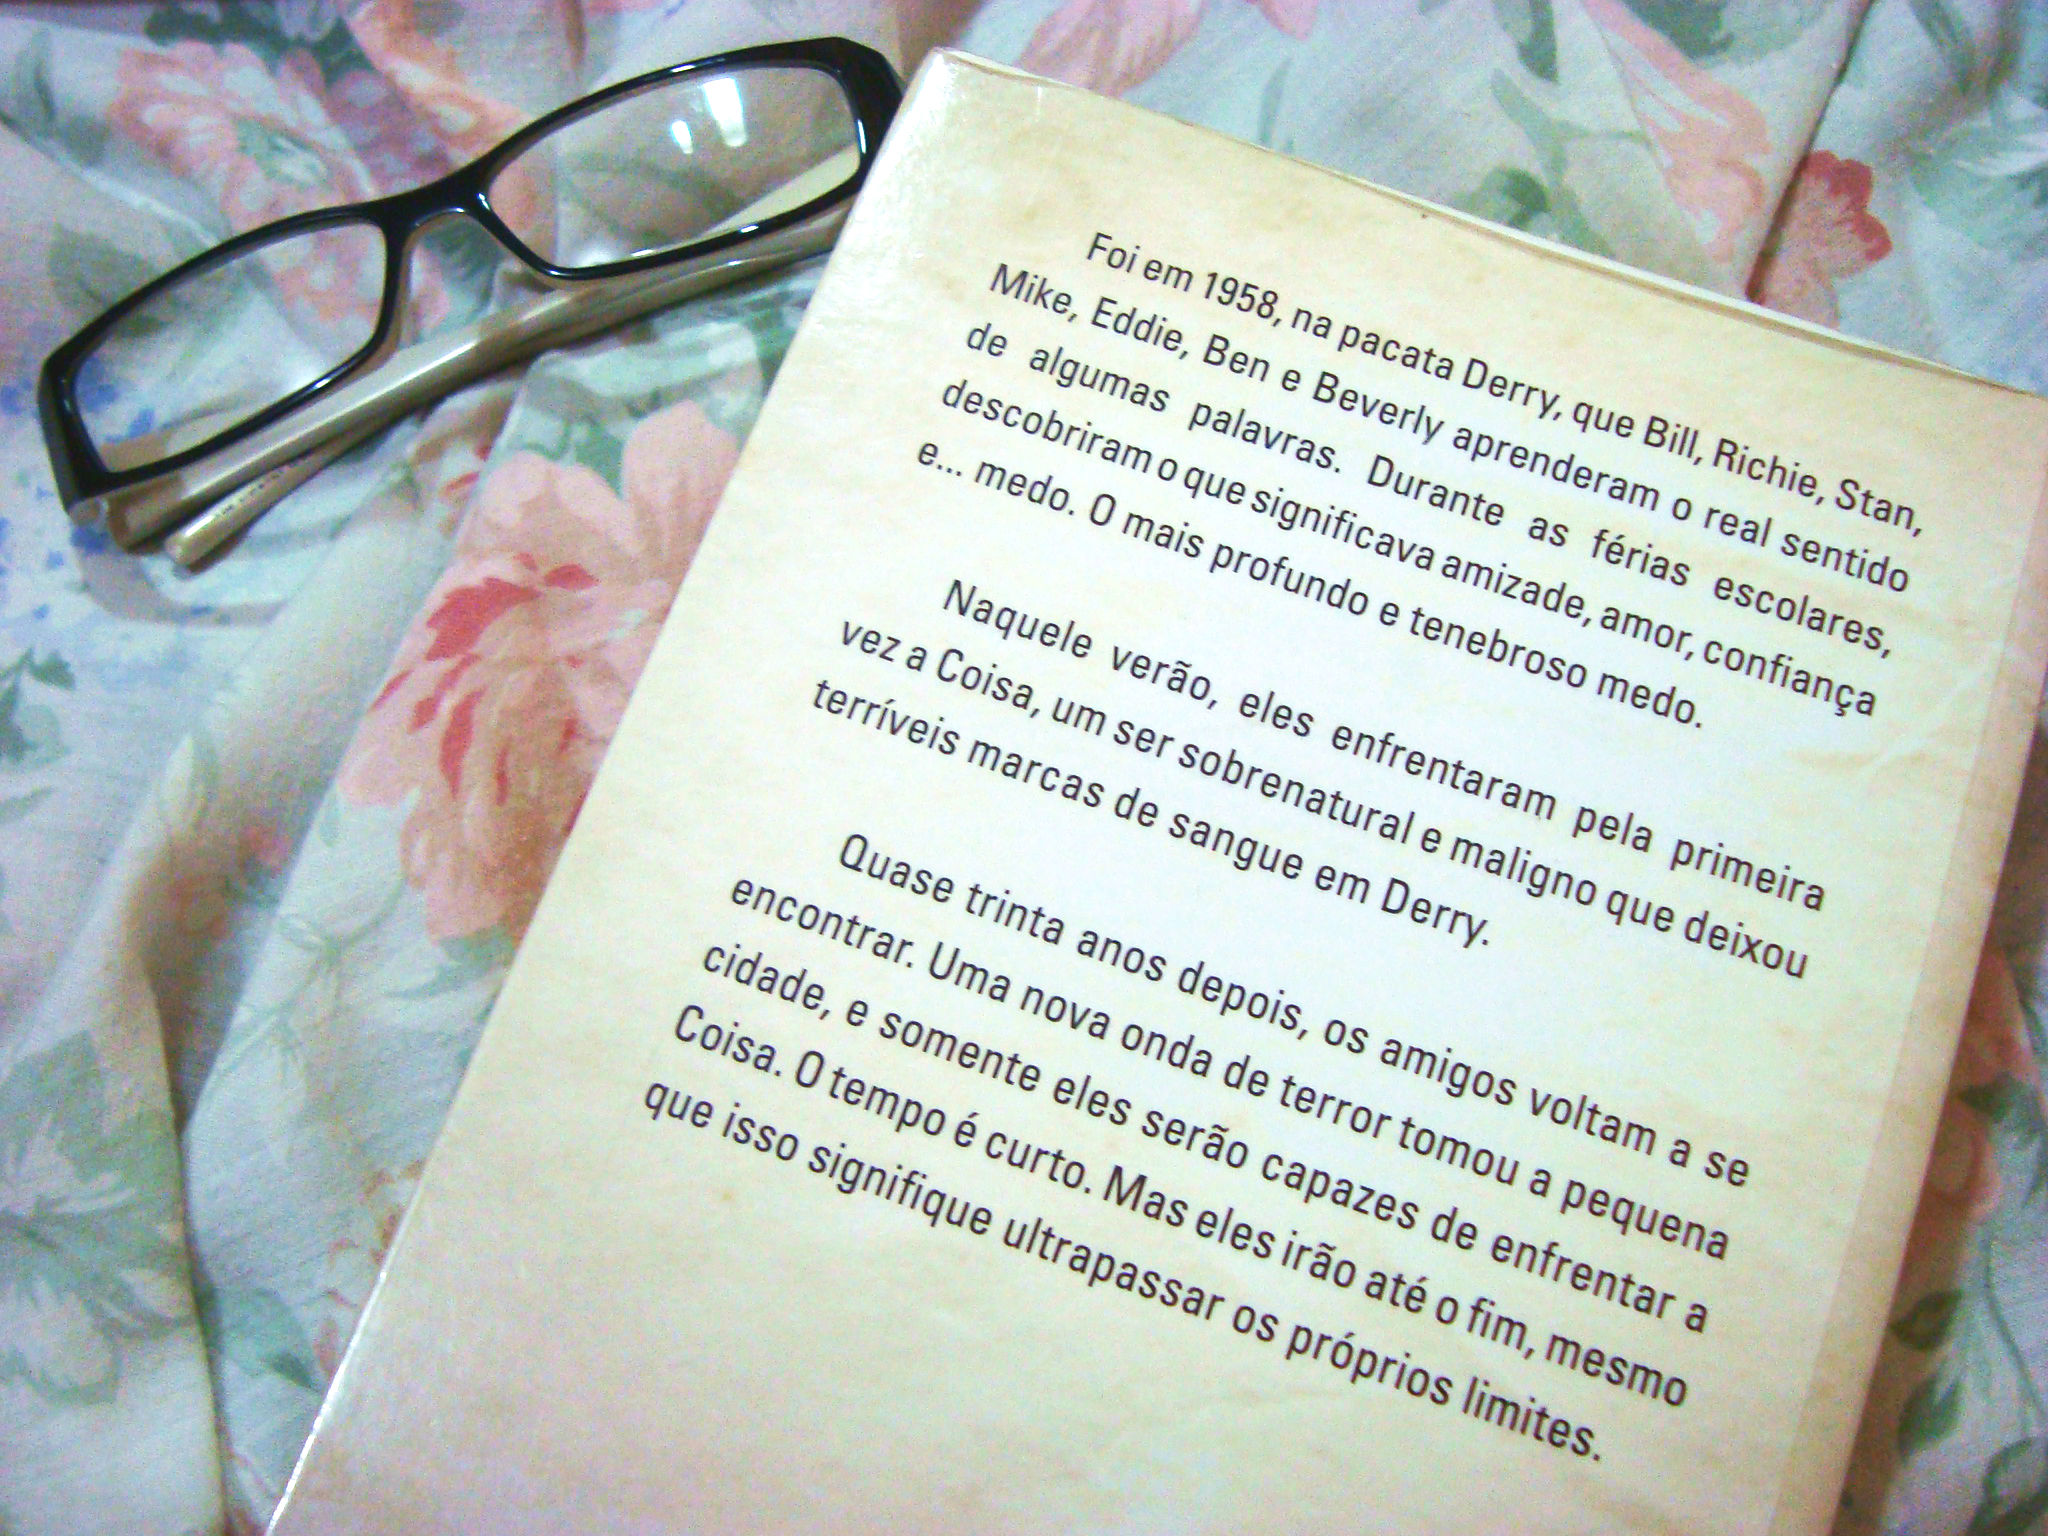 Foi em 1958, na pacata Derry, que Bill, Richie, Stan,
Mike, Eddie, Ben e Beverly aprenderam o real sentido
de algumas palavras. Durante as férias escolares,
descobriram o que significava amizade, amor, confiança
e... medo. O mais profundo e tenebroso medo.
Naquele verão, eles enfrentaram pela primeira
vez a Coisa, um ser sobrenatural e maligno que deixou
terríveis marcas de sangue em Derry.
Quase trinta anos depois, os amigos voltam a se
encontrar. Uma nova onda de terror tomou a pequena
cidade, e somente eles serão capazes de enfrentar a
Coisa. O tempo é curto. Mas eles irão até o fim, mesmo
que isso signifique ultrapassar os próprios limites.